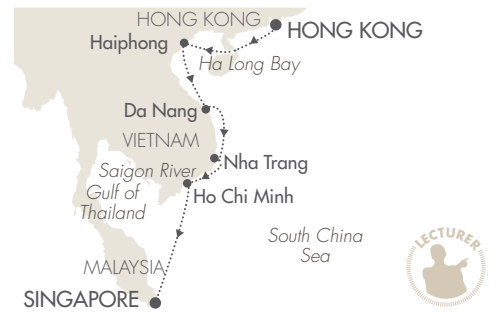 HONG KONG
HONG KONG
Haiphong
Ha Long Bay
Da Nang
VIETNAM
Nha Trang
Saigon River
Gulf of
Thailand
Ho Chi Minh
South China
Sea
LECTURER
MALAYSIA
SINGAPORE